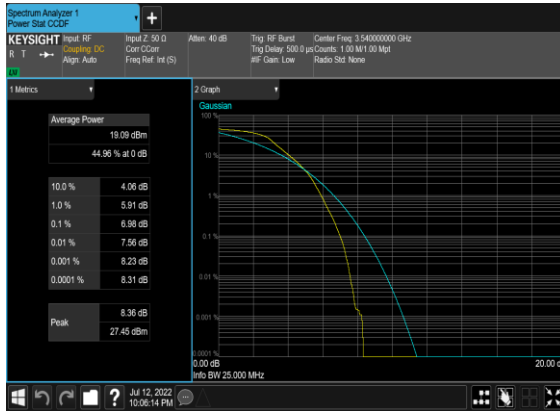 Spectrum Analyzer 1
Power Stat CCDF
+
KEYSIGHT
R T
LXI
Input: RF
Coupling: DC
Align: Auto
Input Z: 50 Ω
Corr CCorr
Freq Ref: Int (S)
Atten: 40 dB
Trig: RF Burst
Trig Delay: 500.0 µs
#IF Gain: Low
Center Freq: 3.540000000 GHz
Counts: 1.00 M/1.00 Mpt
Radio Std: None
1 Metrics
Average Power
19.09 dBm
44.96 % at 0 dB
10.0 % 4.06 dB
1.0 % 5.91 dB
0.1 % 6.98 dB
0.01 % 7.56 dB
0.001 % 8.23 dB
0.0001 % 8.31 dB
Peak
8.36 dB
27.45 dBm
2 Graph
Gaussian
100 %
10 %
1 %
0.1 %
0.01 %
0.001 %
0.0001 %
0.00 dB
20.00 d
Info BW 25.000 MHz
?
Jul 12, 2022
10:06:14 PM